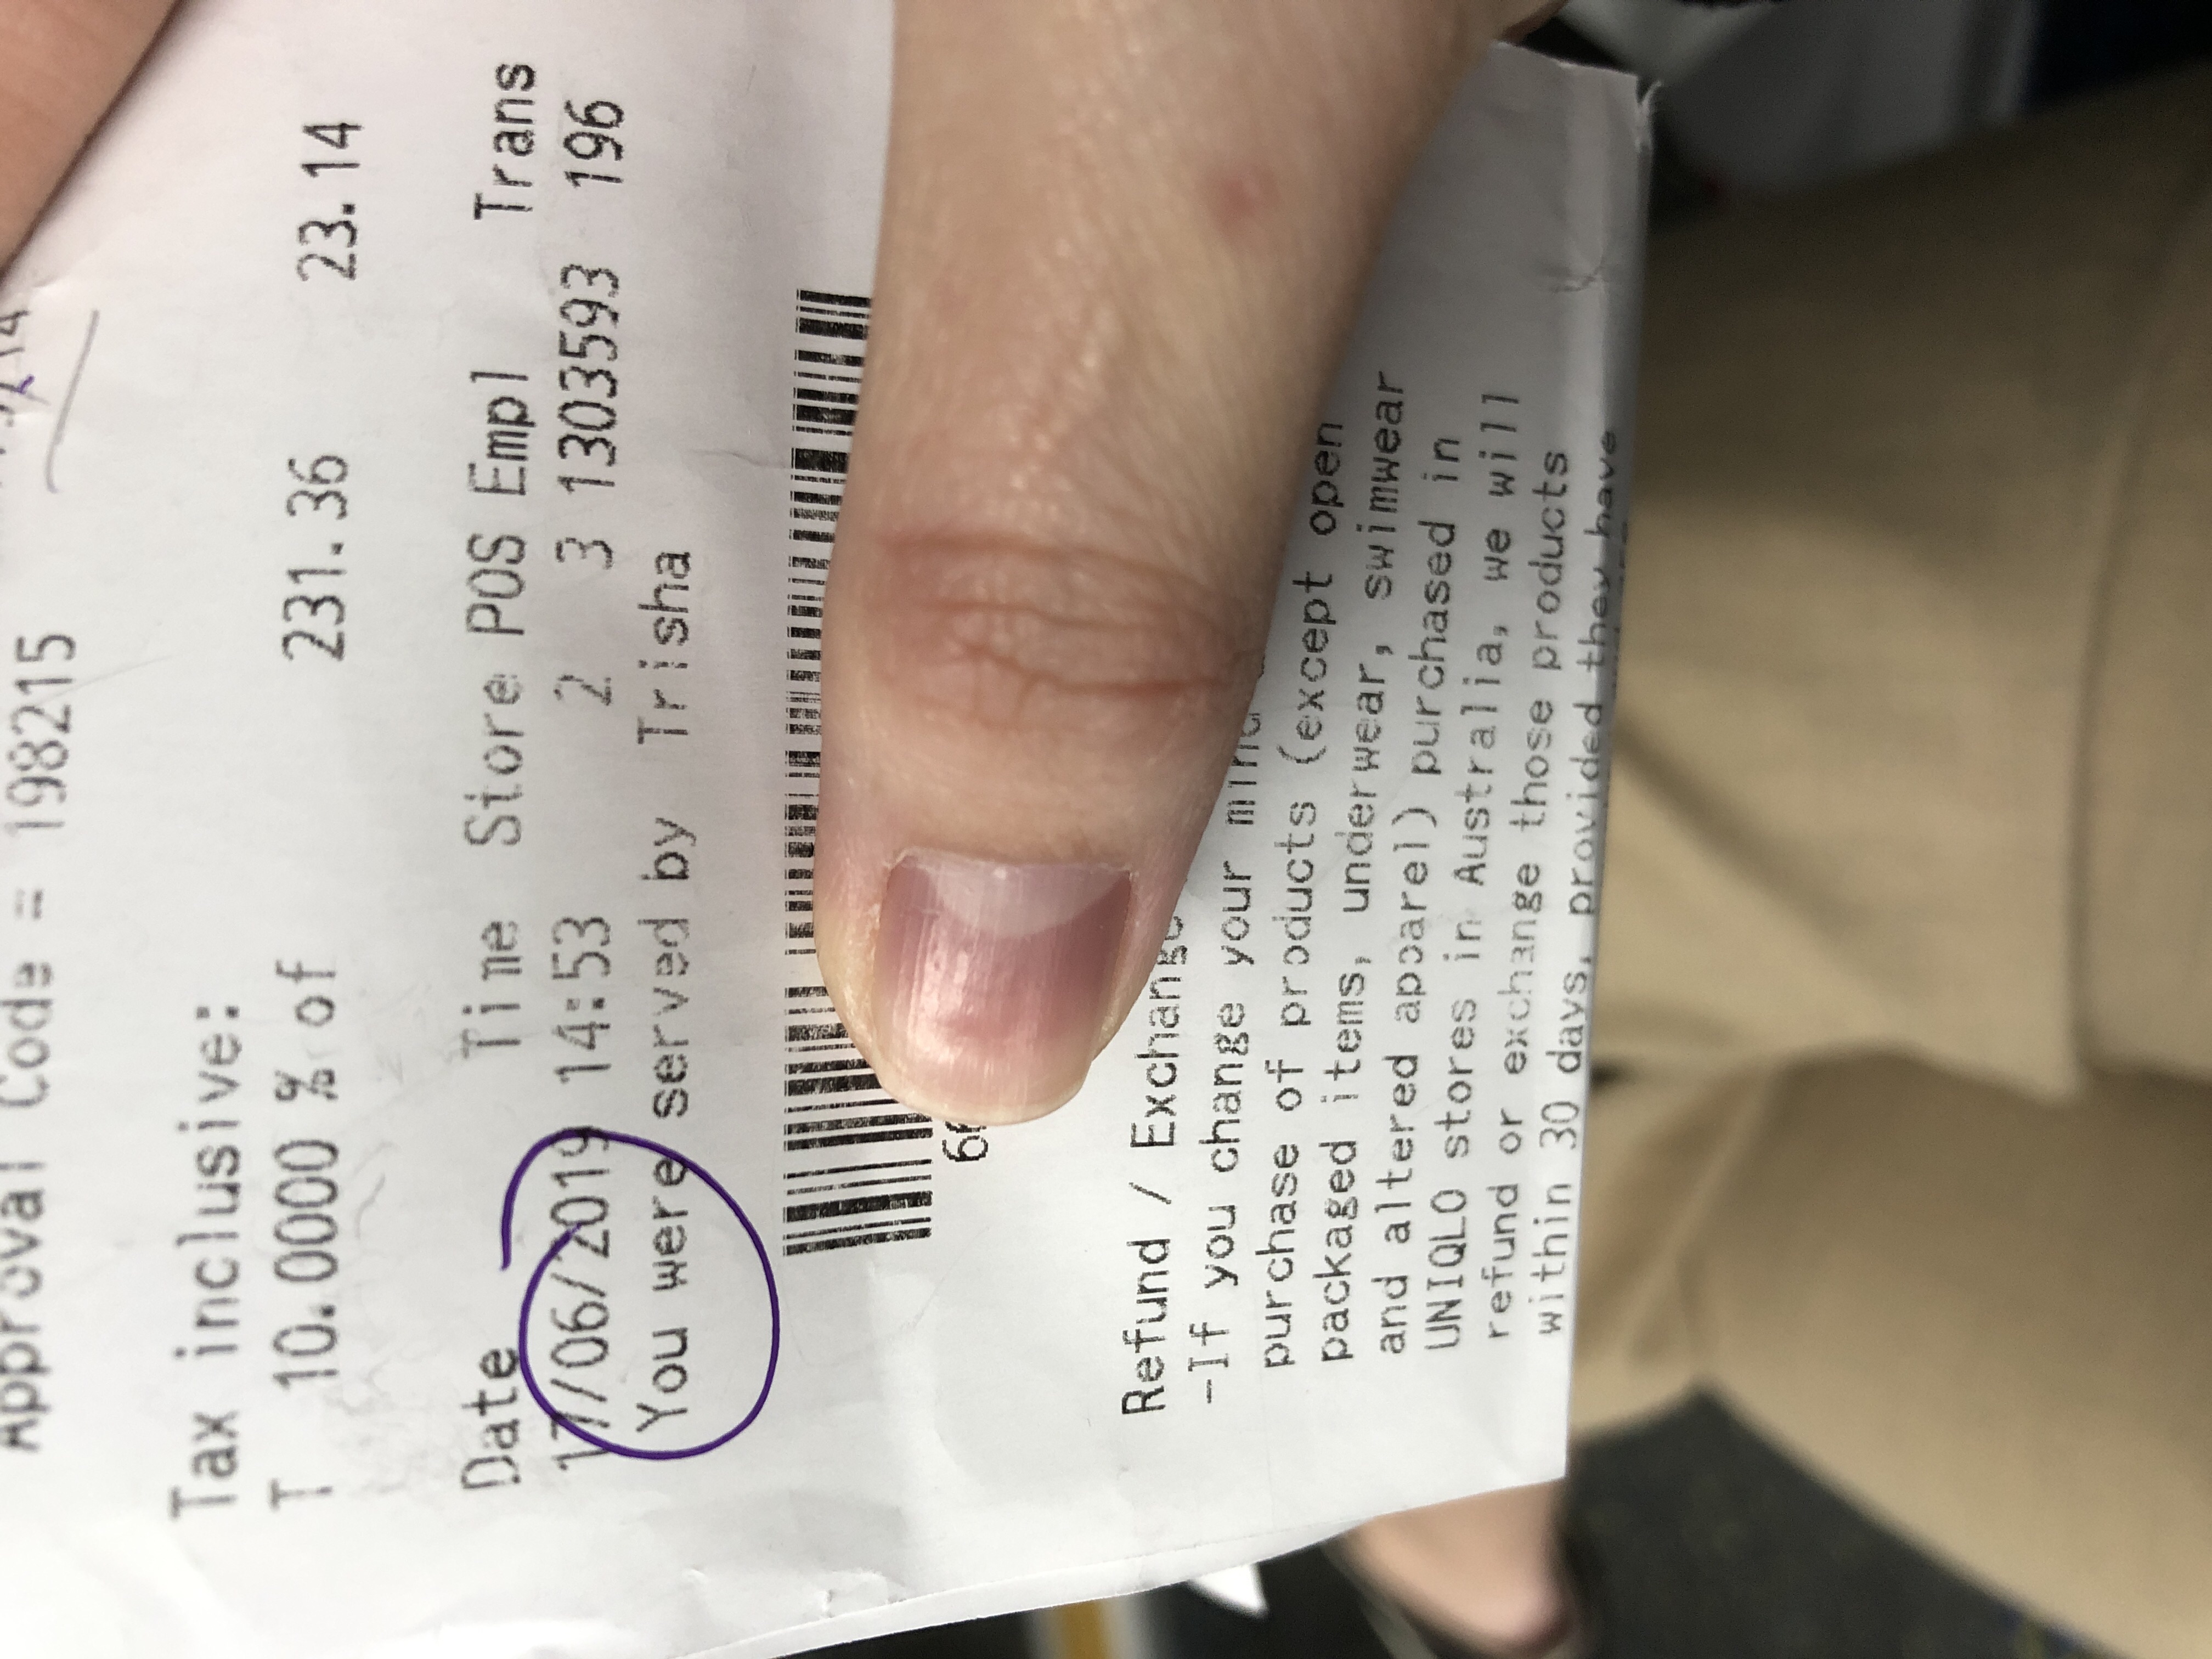 Approval Code = 198215
Tax inclusive:
T 10.0000 % of 231.36 23.14
Date Time Store POS Empl Trans
17/06/2019 14:53 2 3 1303593 196
You were served by Trisha
Refund / Exchange
-If you change your mind
purchase of products (except open
packaged items, underwear, swimwear
and altered apparel) purchased in
UNIQLO stores in Australia, we will
refund or exchange those products
within 30 days, provided they have